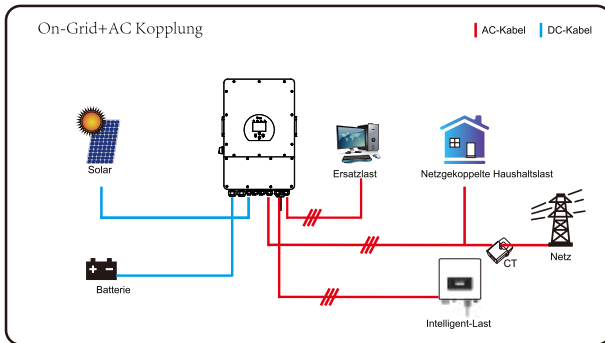 On-Grid+AC Kopplung
AC-Kabel
DC-Kabel
Solar
Ersatzlast
Netzgekoppelte Haushaltslast
CT
Netz
Batterie
Intelligent-Last